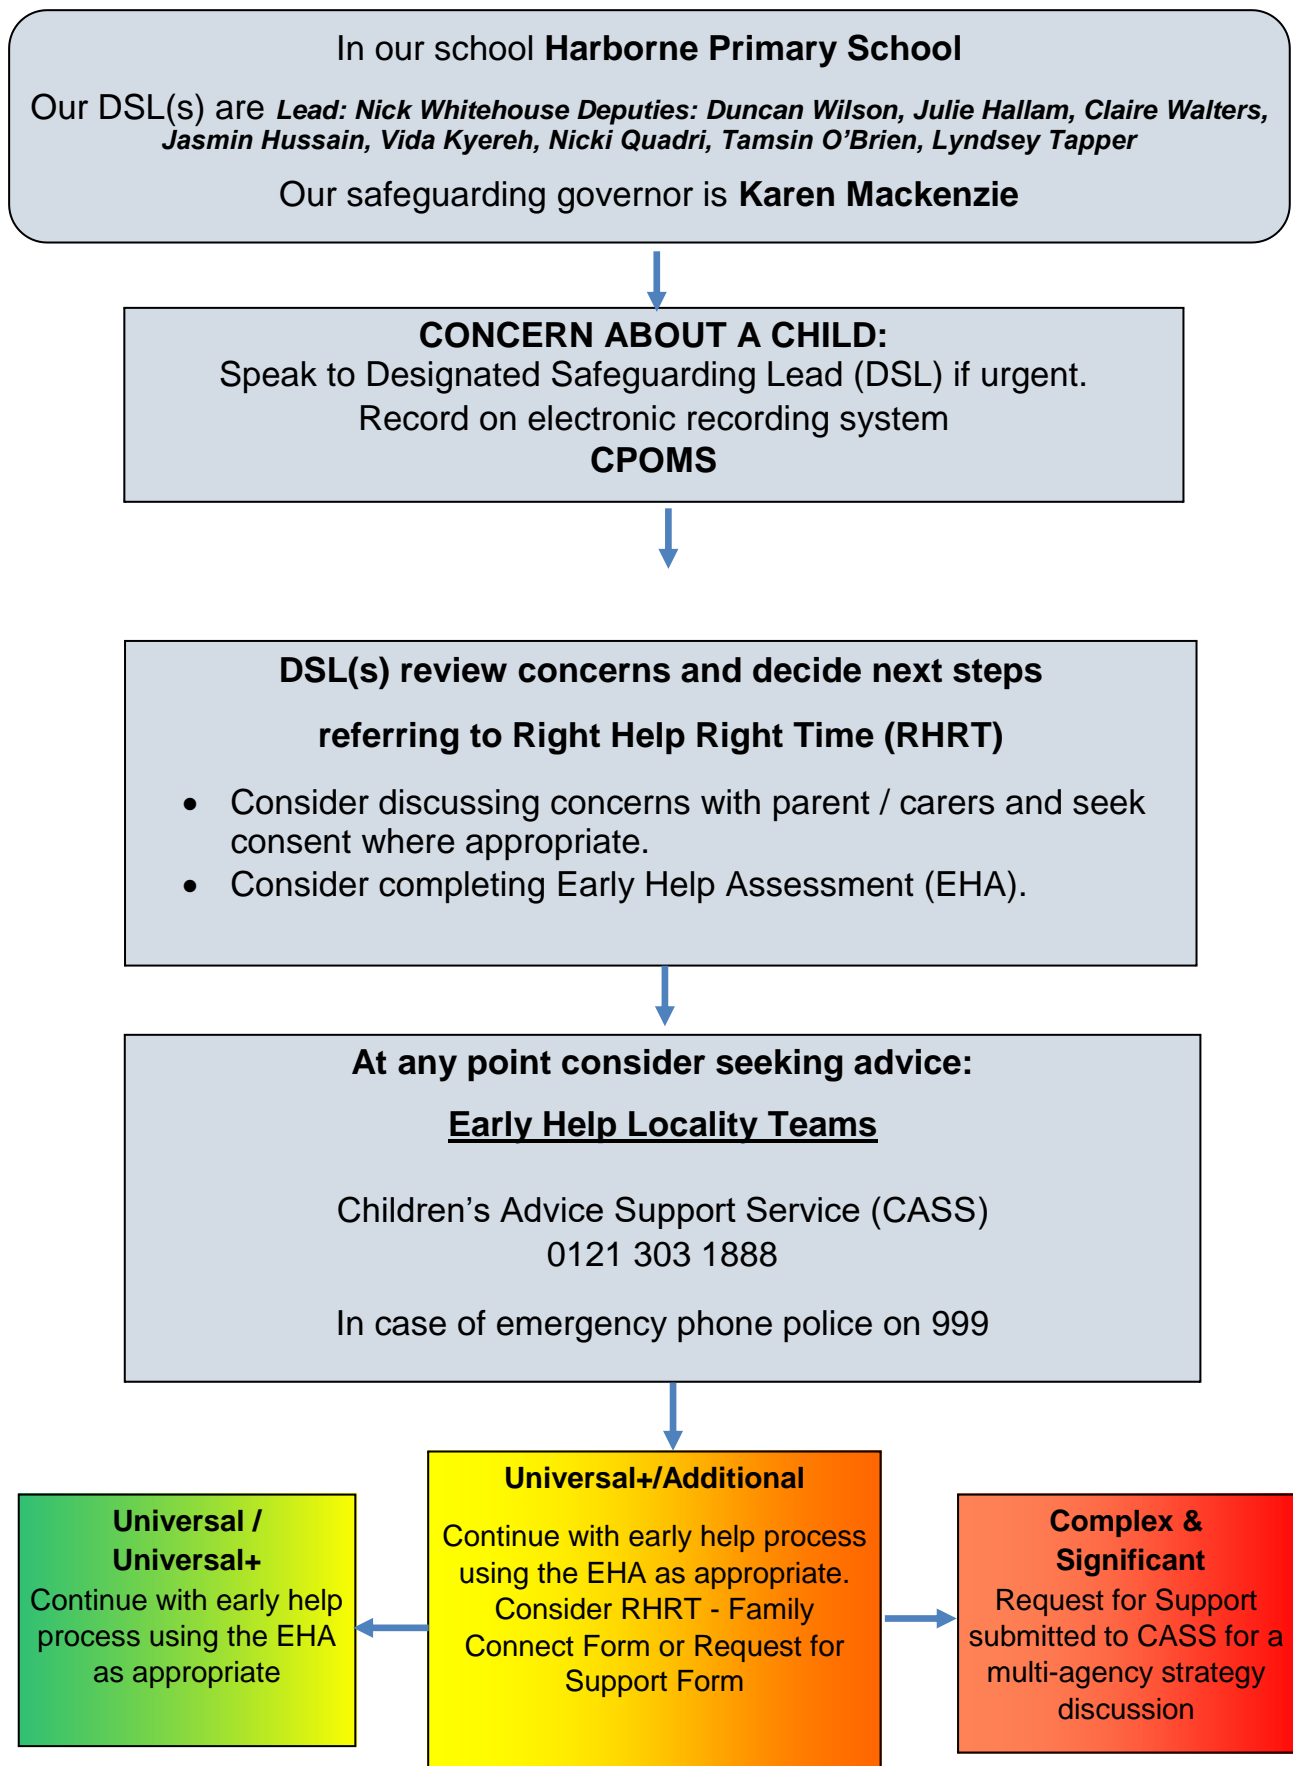 In our school Harborne Primary School
Our DSL(s) are Lead: Nick Whitehouse Deputies: Duncan Wilson, Julie Hallam, Claire Walters,
Jasmin Hussain, Vida Kyereh, Nicki Quadri, Tamsin O’Brien, Lyndsey Tapper
Our safeguarding governor is Karen Mackenzie
CONCERN ABOUT A CHILD:
Speak to Designated Safeguarding Lead (DSL) if urgent.
Record on electronic recording system
CPOMS
DSL(s) review concerns and decide next steps
referring to Right Help Right Time (RHRT)
• Consider discussing concerns with parent / carers and seek
consent where appropriate.
• Consider completing Early Help Assessment (EHA).
At any point consider seeking advice:
Early Help Locality Teams
Children’s Advice Support Service (CASS)
0121 303 1888
In case of emergency phone police on 999
Universal /
Universal+
Continue with early help
process using the EHA
as appropriate
Universal+/Additional
Continue with early help process
using the EHA as appropriate.
Consider RHRT - Family
Connect Form or Request for
Support Form
Complex &
Significant
Request for Support
submitted to CASS for a
multi-agency strategy
discussion